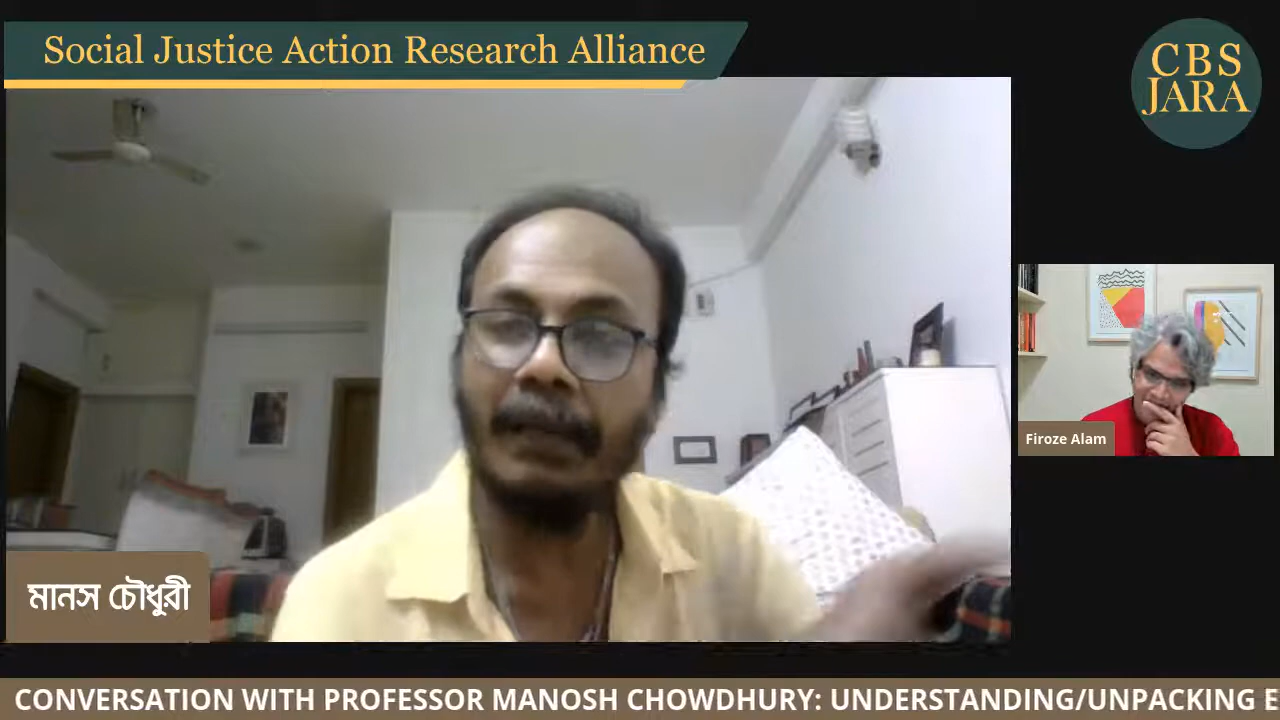 Social Justice Action Research Alliance
CBS
JARA
Firoze Alam
মানস চৌধুরী
CONVERSATION WITH PROFESSOR MANOSH CHOWDHURY: UNDERSTANDING/UNPACKING E